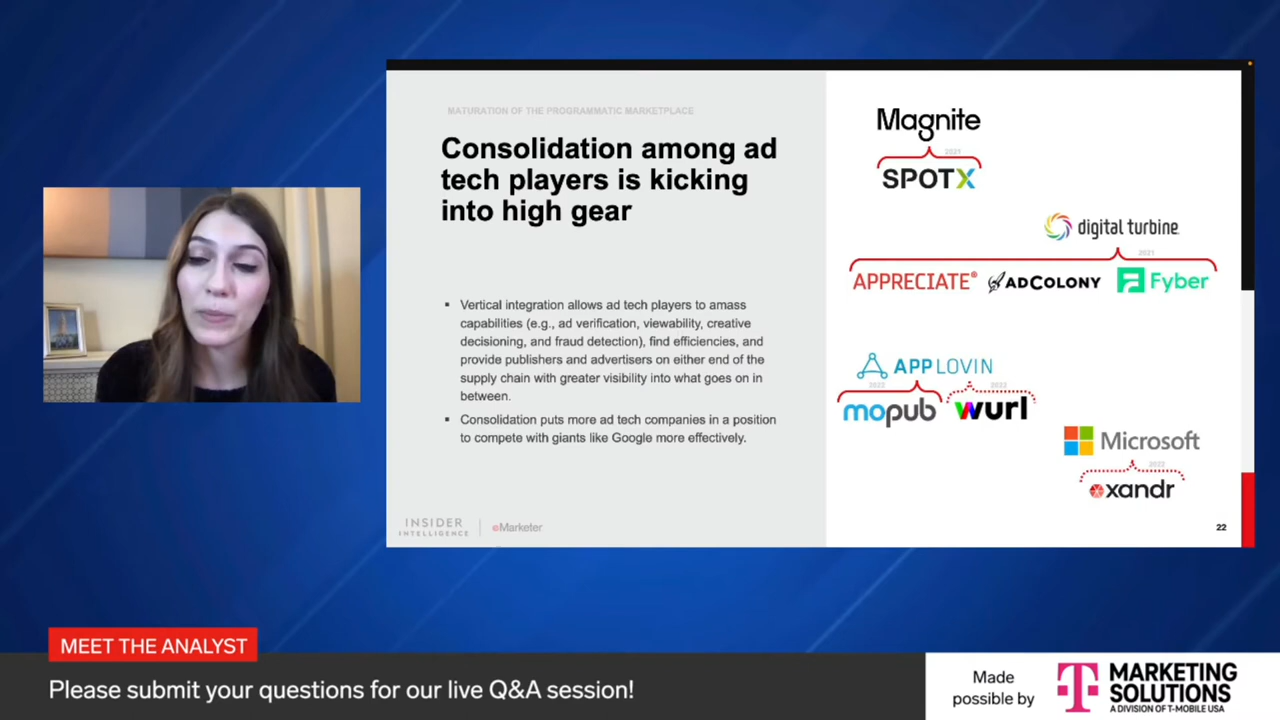 MATURATION OF THE PROGRAMMATIC MARKETPLACE
Consolidation among ad
tech players is kicking
into high gear
▪ Vertical integration allows ad tech players to amass
capabilities (e.g., ad verification, viewability, creative
decisioning, and fraud detection), find efficiencies, and
provide publishers and advertisers on either end of the
supply chain with greater visibility into what goes on in
between.
▪ Consolidation puts more ad tech companies in a position
to compete with giants like Google more effectively.
INSIDER
INTELLIGENCE
eMarketer
Magnite
2021
SPOTX
digital turbine
2021
APPRECIATE® ADCOLONY Fyber
APPLOVIN
2022 2022
mopub wurl
Microsoft
2022
xandr
22
MEET THE ANALYST
Please submit your questions for our live Q&A session!
Made
possible by
T MARKETING
SOLUTIONS
A DIVISION OF T-MOBILE USA